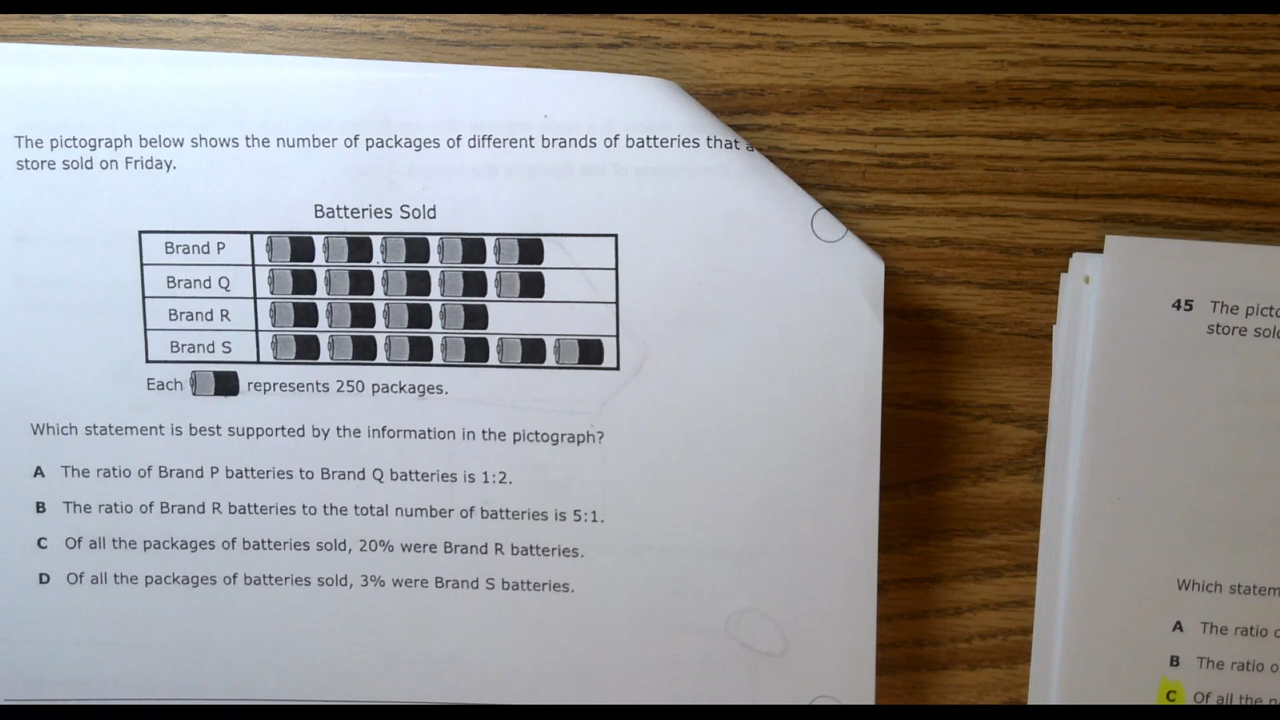 The pictograph below shows the number of packages of different brands of batteries that a
store sold on Friday.
Batteries Sold
Brand P
Brand Q
Brand R
Brand S
Each represents 250 packages.
Which statement is best supported by the information in the pictograph?
A The ratio of Brand P batteries to Brand Q batteries is 1:2.
B The ratio of Brand R batteries to the total number of batteries is 5:1.
C Of all the packages of batteries sold, 20% were Brand R batteries.
D Of all the packages of batteries sold, 3% were Brand S batteries.
45 The
store
Which
A The ratio
B The ratio
C Of all the